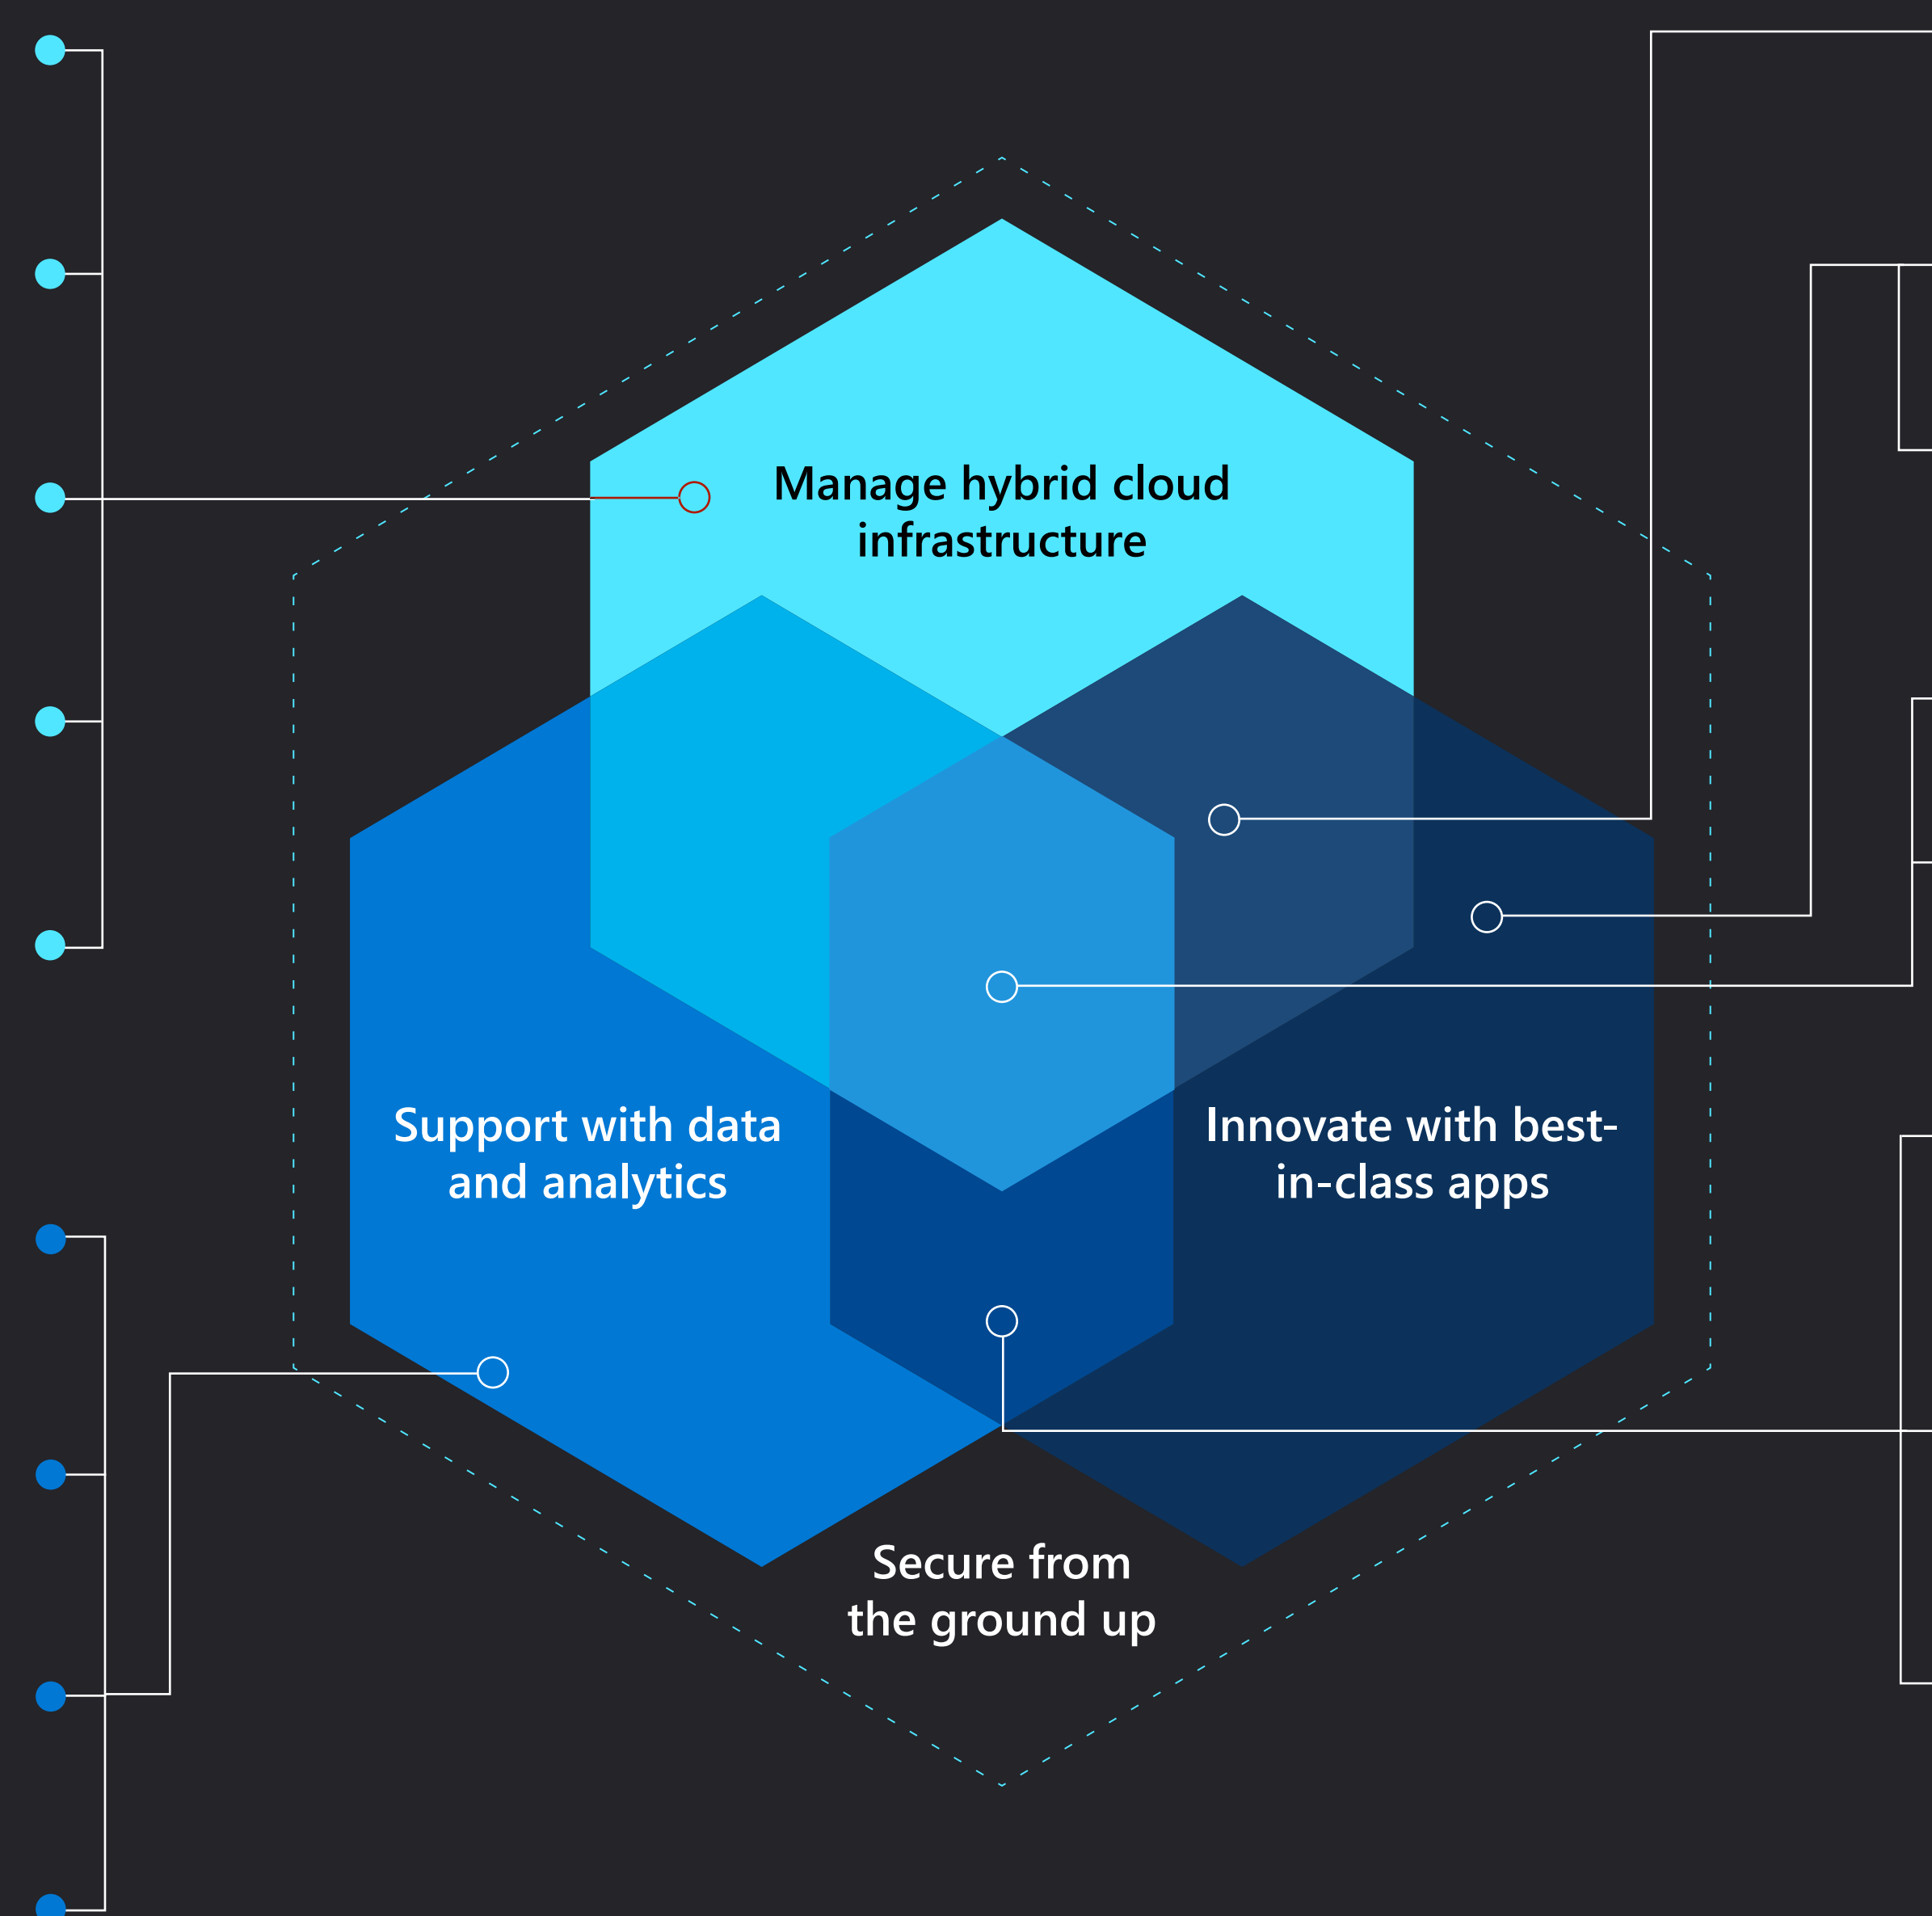 Manage hybrid cloud
infrastructure
Support with data
and analytics
Innovate with best-
in-class apps
Secure from
the ground up